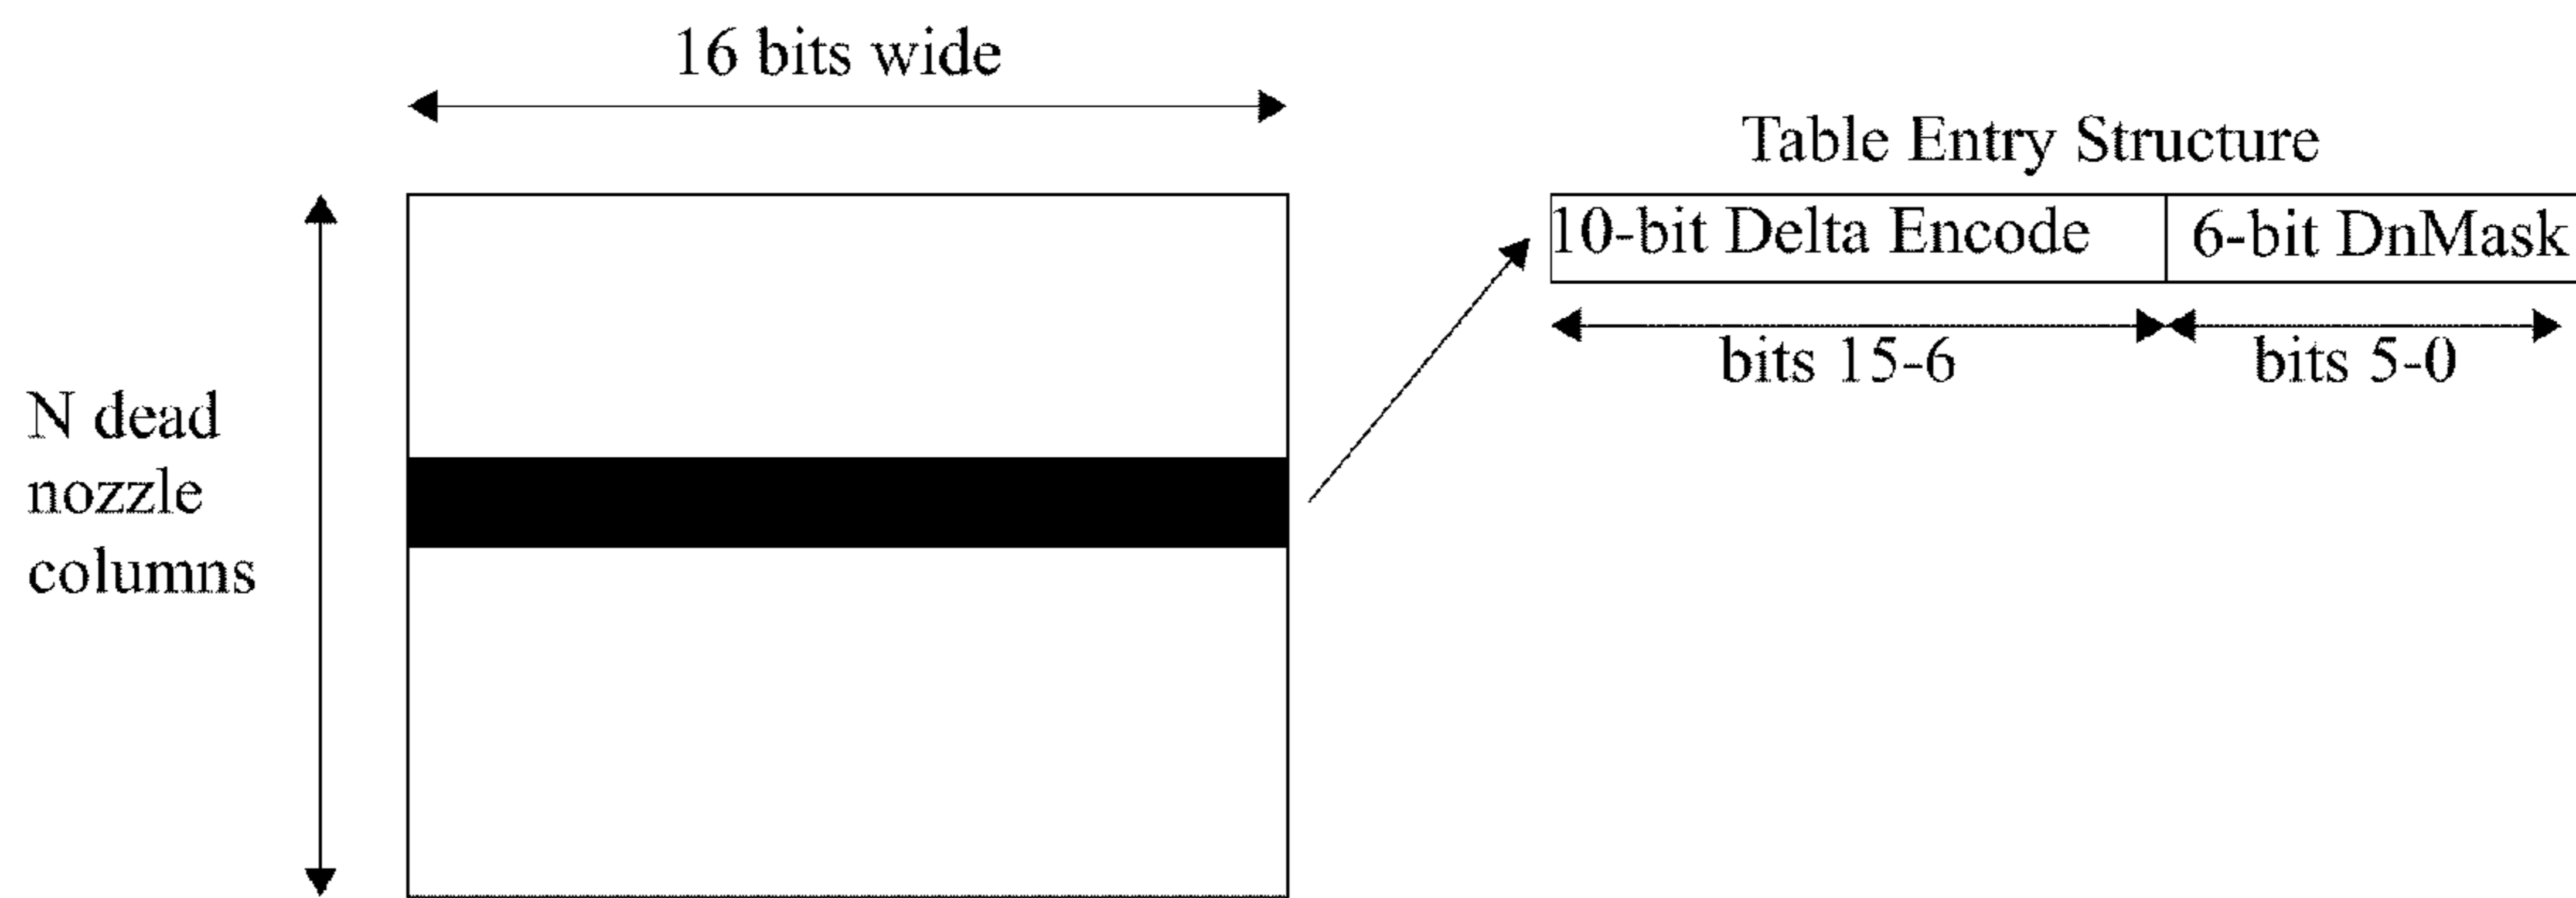 16 bits wide
Table Entry Structure
10-bit Delta Encode
6-bit DnMask
bits 15-6
bits 5-0
N dead
nozzle
columns